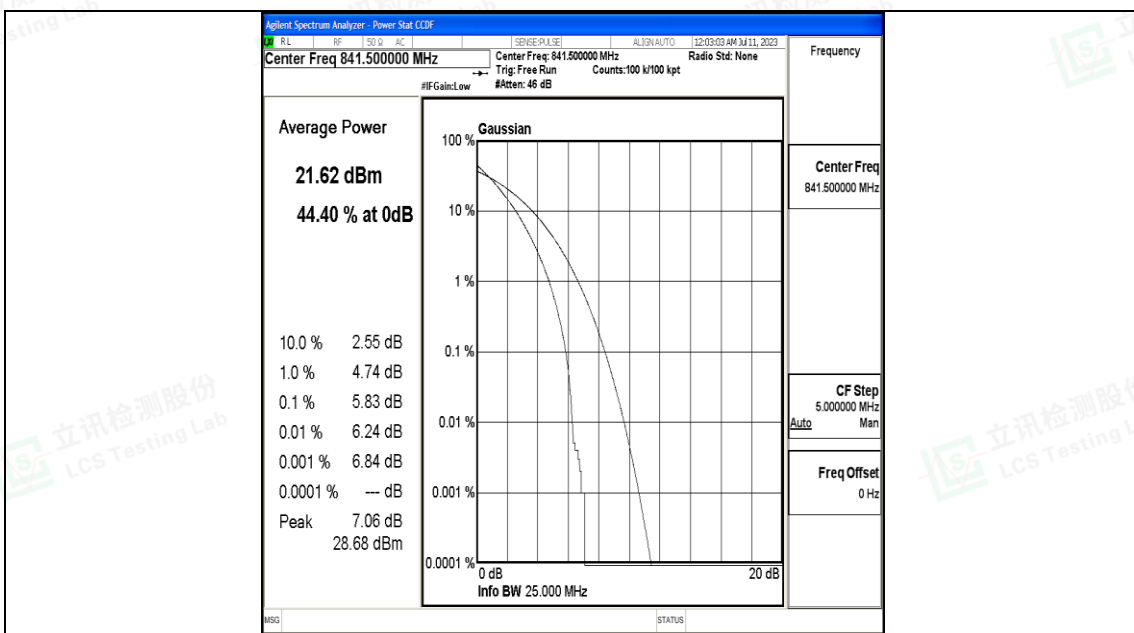 Agilent Spectrum Analyzer - Power Stat CCDF
RL RF 50 Ω AC SENSE:PULSE ALIGN AUTO 12:03:03 AM Jul 11, 2023
Center Freq 841.500000 MHz
Center Freq: 841.500000 MHz
Radio Std: None
Trig: Free Run Counts:100 k/100 kpt
#IFGain:Low #Atten: 46 dB
Frequency
Average Power
21.62 dBm
44.40 % at 0dB
10.0 % 2.55 dB
1.0 % 4.74 dB
0.1 % 5.83 dB
0.01 % 6.24 dB
0.001 % 6.84 dB
0.0001 % --- dB
Peak 7.06 dB
28.68 dBm
Gaussian
100 %
10 %
1 %
0.1 %
0.01 %
0.001 %
0.0001 %
0 dB 20 dB
Info BW 25.000 MHz
Center Freq
841.500000 MHz
CF Step
5.000000 MHz
Auto Man
Freq Offset
0 Hz
MSG STATUS
立讯检测股份
LCS Testing Lab
立讯检测股份
LCS Testing L
sting Lab